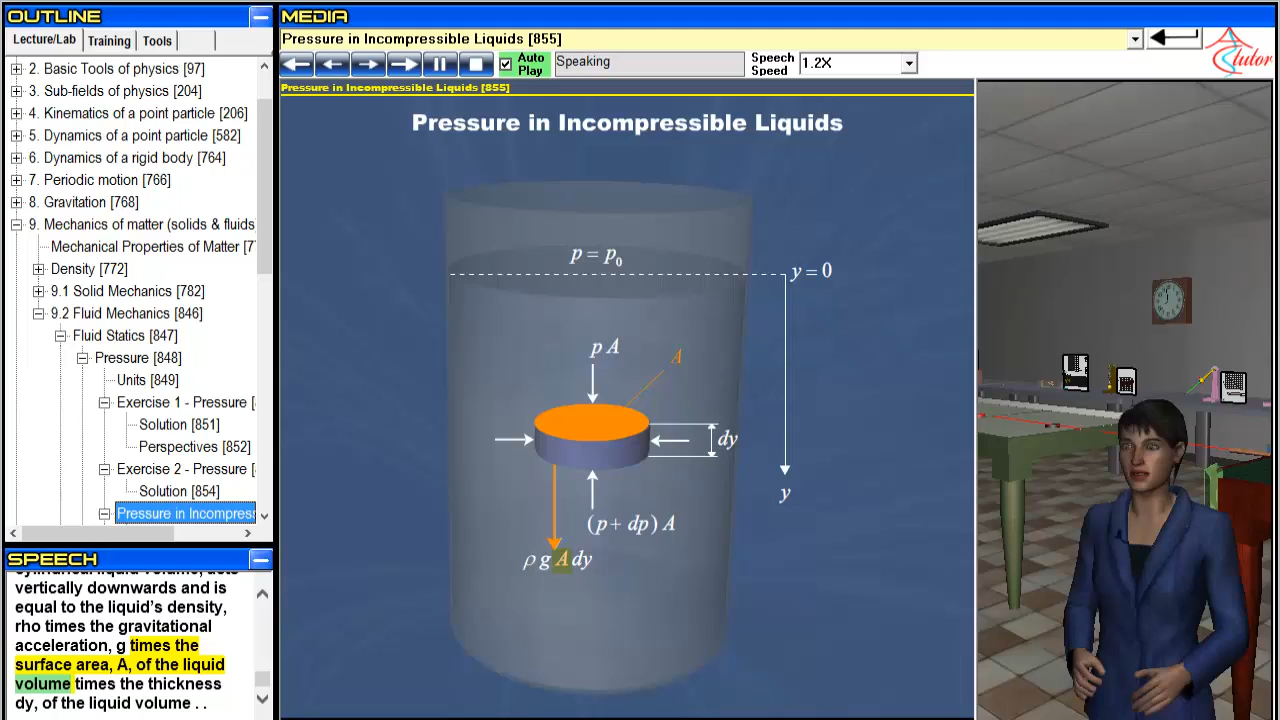 OUTLINE
Lecture/Lab Training Tools
2. Basic Tools of physics [97]
3. Sub-fields of physics [204]
4. Kinematics of a point particle [206]
5. Dynamics of a point particle [582]
6. Dynamics of a rigid body [764]
7. Periodic motion [766]
8. Gravitation [768]
9. Mechanics of matter (solids & fluids
Mechanical Properties of Matter [7
Density [772]
9.1 Solid Mechanics [782]
9.2 Fluid Mechanics [846]
Fluid Statics [847]
Pressure [848]
Units [849]
Exercise 1 - Pressure [
Solution [851]
Perspectives [852]
Exercise 2 - Pressure [
Solution [854]
Pressure in Incompres
SPEECH
vertically downwards and is
equal to the liquid's density,
rho times the gravitational
acceleration, g times the
surface area, A, of the liquid
volume times the thickness
dy, of the liquid volume . .
MEDIA
Pressure in Incompressible Liquids [855]
Auto
Play
Speaking
Speech
Speed
1.2X
tutor
Pressure in Incompressible Liquids [855]
Pressure in Incompressible Liquids
p = p₀
y = 0
p A
A
dy
y
(p + dp) A
ρ g A dy